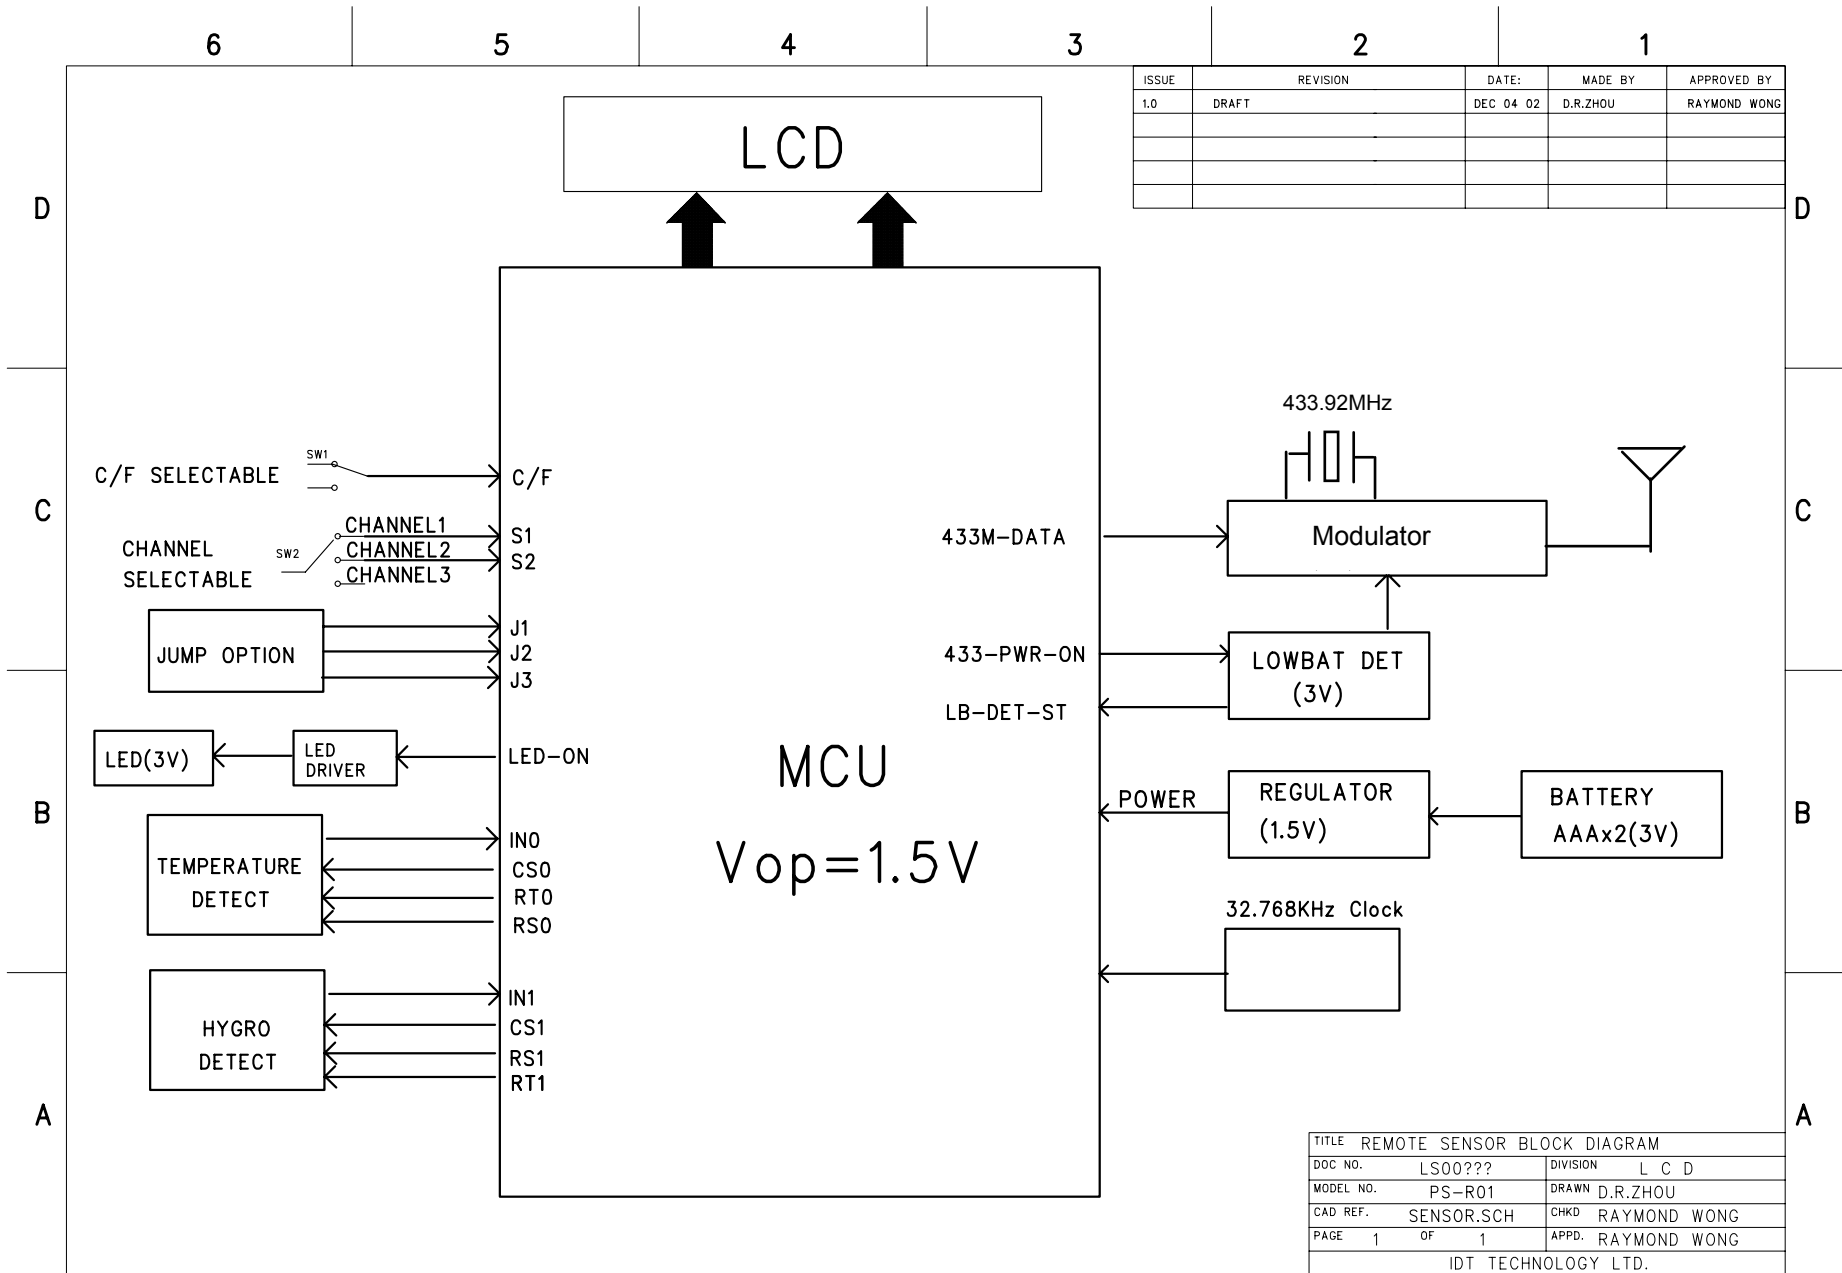 6 5 4 3 2 1
ISSUE REVISION DATE: MADE BY APPROVED BY
1.0 DRAFT DEC 04 02 D.R.ZHOU RAYMOND WONG
LCD
D D
433.92MHz
SW1
C/F SELECTABLE C/F
C C
CHANNEL1 S1
433M-DATA Modulator
CHANNEL SW2 CHANNEL2 S2
SELECTABLE CHANNEL3
J1
JUMP OPTION J2
J3
433-PWR-ON LOWBAT DET
(3V)
LB-DET-ST
LED(3V) LED
DRIVER
LED-ON
MCU
Vop=1.5V
B B
POWER REGULATOR
(1.5V)
BATTERY
AAAx2(3V)
TEMPERATURE
DETECT
IN0
CS0
RT0
RS0
32.768KHz Clock
HYGRO
DETECT
IN1
CS1
RS1
RT1
A A
TITLE REMOTE SENSOR BLOCK DIAGRAM
DOC NO. LS00??? DIVISION L C D
MODEL NO. PS-R01 DRAWN D.R.ZHOU
CAD REF. SENSOR.SCH CHKD RAYMOND WONG
PAGE 1 OF 1 APPD. RAYMOND WONG
IDT TECHNOLOGY LTD.